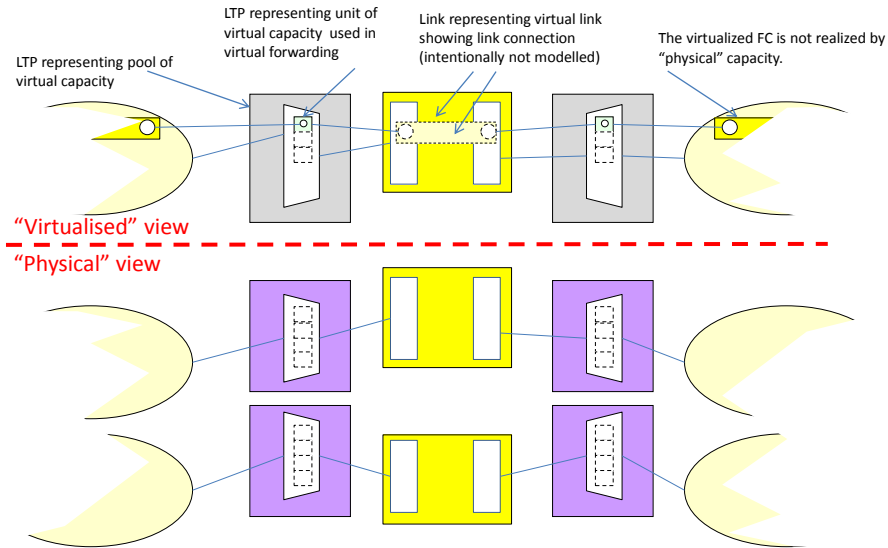 LTP representing pool of
virtual capacity
LTP representing unit of
virtual capacity  used in
virtual forwarding
Link representing virtual link
showing link connection
(intentionally not modelled)
The virtualized FC is not realized by
“physical” capacity.
“Virtualised” view
“Physical” view